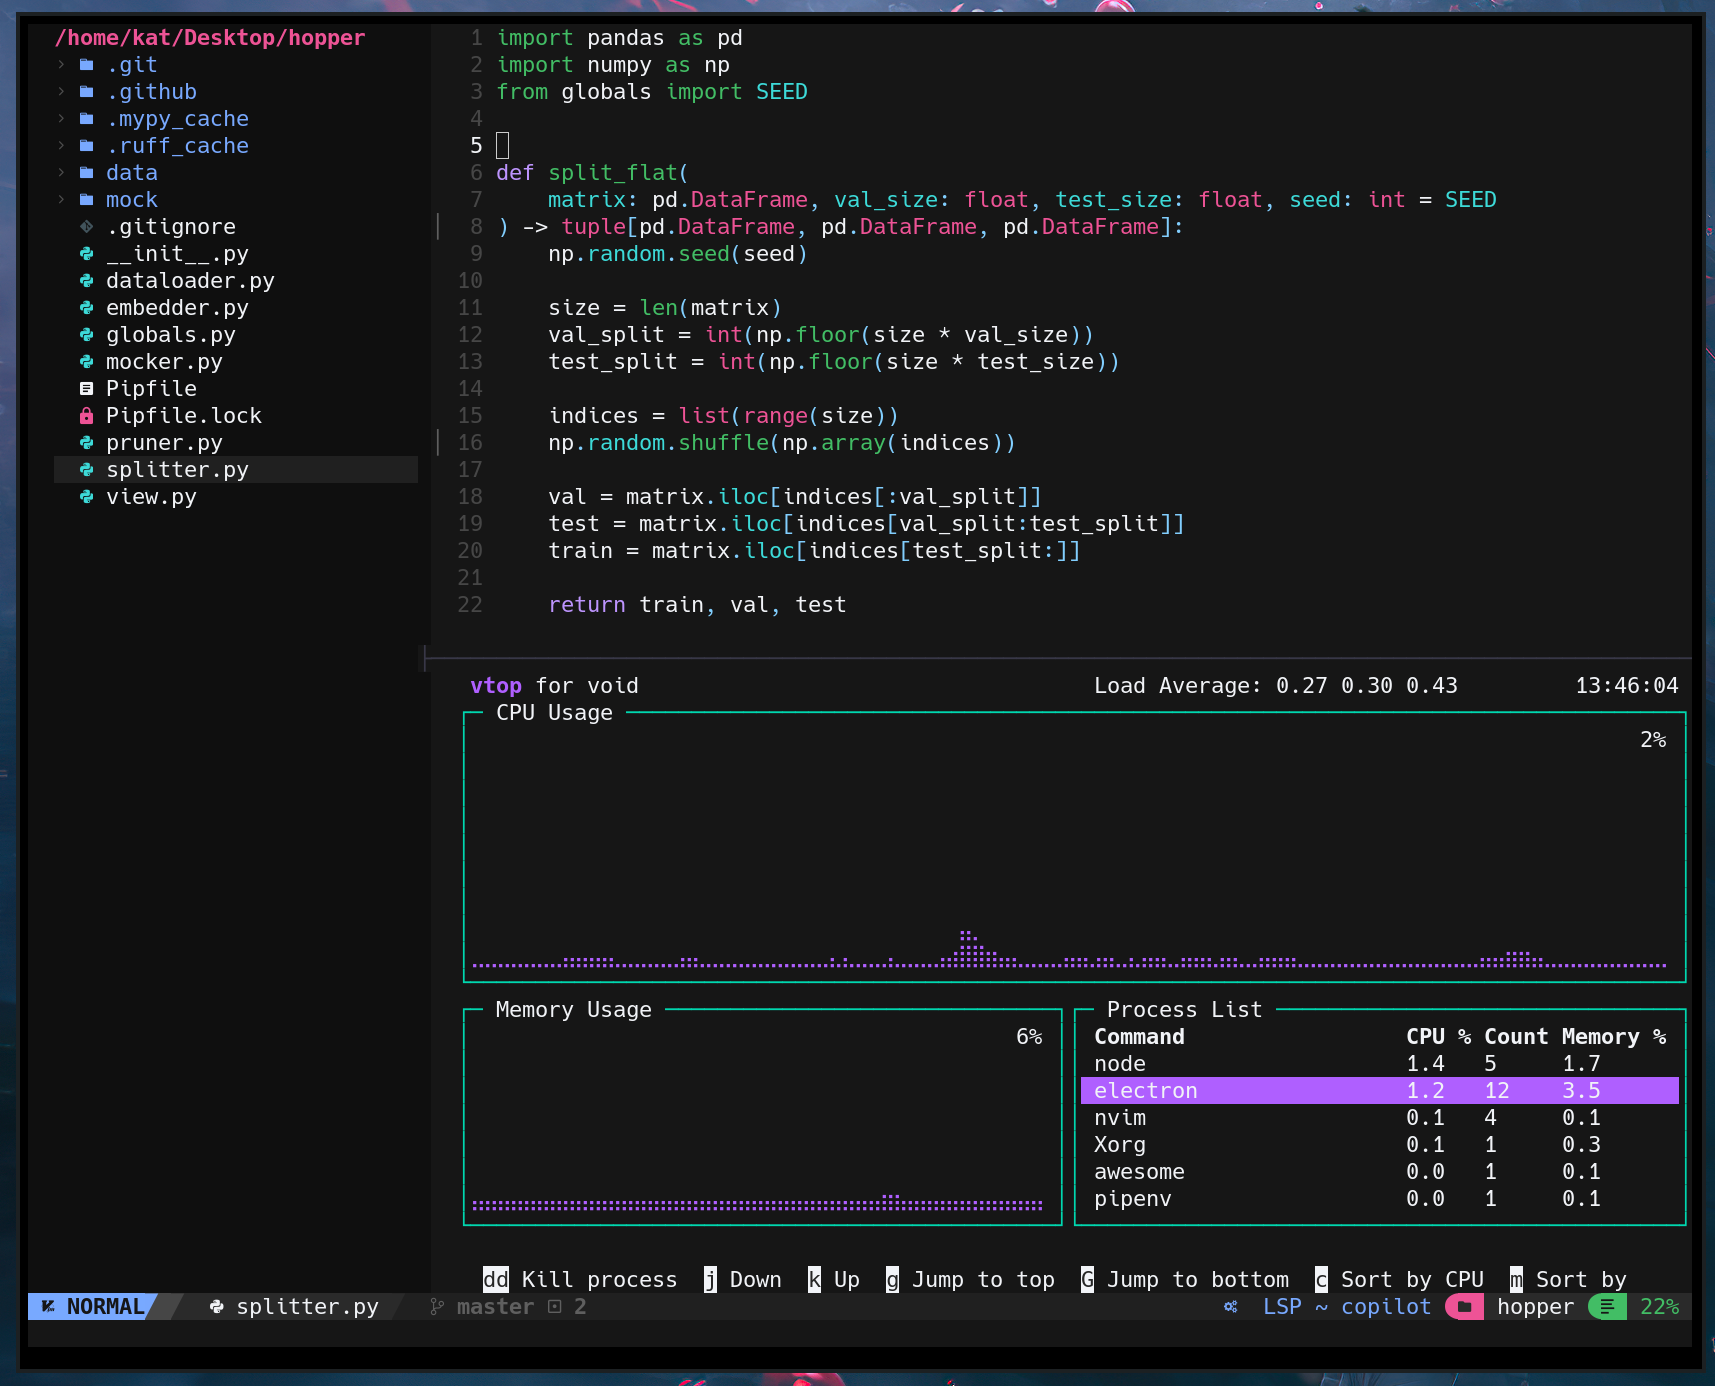 /home/kat/Desktop/hopper
.git
.github
.mypy_cache
.ruff_cache
data
mock
.gitignore
__init__.py
dataloader.py
embedder.py
globals.py
mocker.py
Pipfile
Pipfile.lock
pruner.py
splitter.py
view.py
1 import pandas as pd
2 import numpy as np
3 from globals import SEED
4
5
6 def split_flat(
7     matrix: pd.DataFrame, val_size: float, test_size: float, seed: int = SEED
8 ) -> tuple[pd.DataFrame, pd.DataFrame, pd.DataFrame]:
9     np.random.seed(seed)
10
11     size = len(matrix)
12     val_split = int(np.floor(size * val_size))
13     test_split = int(np.floor(size * test_size))
14
15     indices = list(range(size))
16     np.random.shuffle(np.array(indices))
17
18     val = matrix.iloc[indices[:val_split]]
19     test = matrix.iloc[indices[val_split:test_split]]
20     train = matrix.iloc[indices[test_split:]]
21
22     return train, val, test
vtop for void Load Average: 0.27 0.30 0.43 13:46:04
CPU Usage
2%
Memory Usage
6%
Process List
Command CPU % Count Memory %
node 1.4 5 1.7
electron 1.2 12 3.5
nvim 0.1 4 0.1
Xorg 0.1 1 0.3
awesome 0.0 1 0.1
pipenv 0.0 1 0.1
dd Kill process j Down k Up g Jump to top G Jump to bottom c Sort by CPU m Sort by
NORMAL splitter.py master 2 LSP ~ copilot hopper 22%